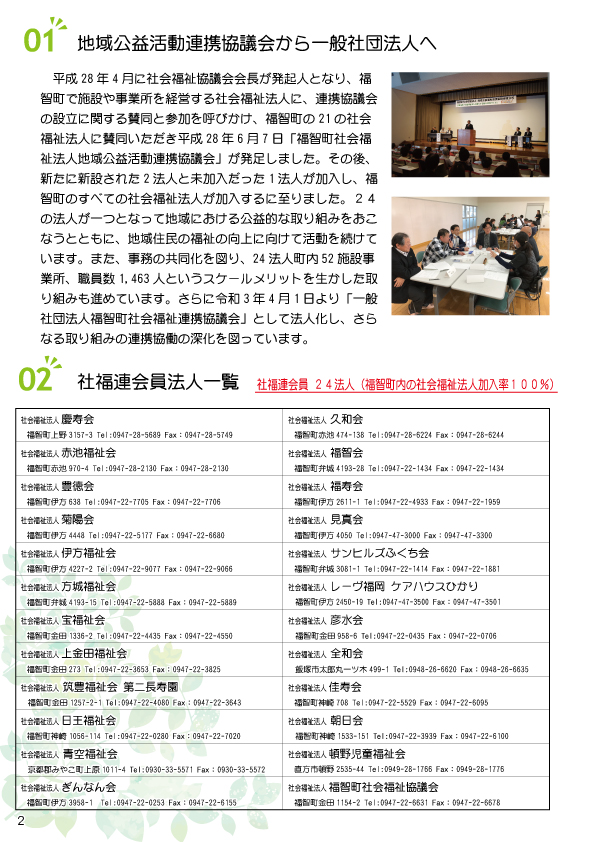 01 地域公益活動連携協議会から一般社団法人へ
平成 28 年 4 月に社会福祉協議会会長が発起人となり、福
智町で施設や事業所を経営する社会福祉法人に、連携協議会
の設立に関する賛同と参加を呼びかけ、福智町の 21 の社会
福祉法人に賛同いただき平成 28 年 6 月 7 日「福智町社会福
祉法人地域公益活動連携協議会」が発足しました。その後、
新たに新設された 2 法人と未加入だった 1 法人が加入し、福
智町のすべての社会福祉法人が加入するに至りました。２４
の法人が一つとなって地域における公益的な取り組みをおこ
なうとともに、地域住民の福祉の向上に向けて活動を続けて
います。また、事務の共同化を図り、24 法人町内 52 施設事
業所、職員数 1,463 人というスケールメリットを生かした取
り組みも進めています。さらに令和 3 年 4 月 1 日より「一般
社団法人福智町社会福祉連携協議会」として法人化し、さら
なる取り組みの連携協働の深化を図っています。
02 社福連会員法人一覧 社福連会員 ２４法人（福智町内の社会福祉法人加入率１００％）
社会福祉法人 慶寿会
福智町上野 3157-3 Tel:0947-28-5689 Fax：0947-28-5749
社会福祉法人 久和会
福智町赤池 474-138 Tel:0947-28-6224 Fax：0947-28-6244
社会福祉法人 赤池福祉会
福智町赤池 970-4 Tel:0947-28-2130 Fax：0947-28-2130
社会福祉法人 福智会
福智町弁城 4193-28 Tel:0947-22-1434 Fax：0947-22-1434
社会福祉法人 豊徳会
福智町伊方 638 Tel:0947-22-7705 Fax：0947-22-7706
社会福祉法人 福寿会
福智町伊方 2611-1 Tel:0947-22-4933 Fax：0947-22-1959
社会福祉法人 菊陽会
福智町伊方 4448 Tel:0947-22-5177 Fax：0947-22-6680
社会福祉法人 見真会
福智町伊方 4050 Tel:0947-47-3000 Fax：0947-47-3300
社会福祉法人 伊方福祉会
福智町伊方 4227-2 Tel:0947-22-9077 Fax：0947-22-9066
社会福祉法人 サンヒルズふくち会
福智町弁城 3081-1 Tel:0947-22-1414 Fax：0947-22-1881
社会福祉法人 方城福祉会
福智町弁城 4193-15 Tel:0947-22-5888 Fax：0947-22-5889
社会福祉法人 レーヴ福岡 ケアハウスひかり
福智町伊方 2450-19 Tel:0947-47-3500 Fax：0947-47-3501
社会福祉法人 宝福祉会
福智町金田 1336-2 Tel:0947-22-4435 Fax：0947-22-4550
社会福祉法人 彦水会
福智町金田 958-6 Tel:0947-22-0435 Fax：0947-22-0706
社会福祉法人 上金田福祉会
福智町金田 273 Tel:0947-22-3653 Fax：0947-22-3825
社会福祉法人 全和会
飯塚市太郎丸一ツ木 499-1 Tel:0948-26-6620 Fax：0948-26-6635
社会福祉法人 筑豊福祉会 第二長寿園
福智町金田 1257-2-1 Tel:0947-22-4080 Fax：0947-22-3643
社会福祉法人 佳寿会
福智町神崎 708 Tel:0947-22-5529 Fax：0947-22-6095
社会福祉法人 日王福祉会
福智町神崎 1056-114 Tel:0947-22-0280 Fax：0947-22-7020
社会福祉法人 朝日会
福智町神崎 1533-151 Tel:0947-22-3939 Fax：0947-22-6100
社会福祉法人 青空福祉会
京都郡みやこ町上原 1011-4 Tel:0930-33-5571 Fax：0930-33-5572
社会福祉法人 頓野児童福祉会
直方市頓野 2535-44 Tel:0949-28-1766 Fax：0949-28-1776
社会福祉法人 ぎんなん会
福智町伊方 3958-1 Tel:0947-22-0253 Fax：0947-22-6155
社会福祉法人 福智町社会福祉協議会
福智町金田 1154-2 Tel:0947-22-6631 Fax：0947-22-6678
2